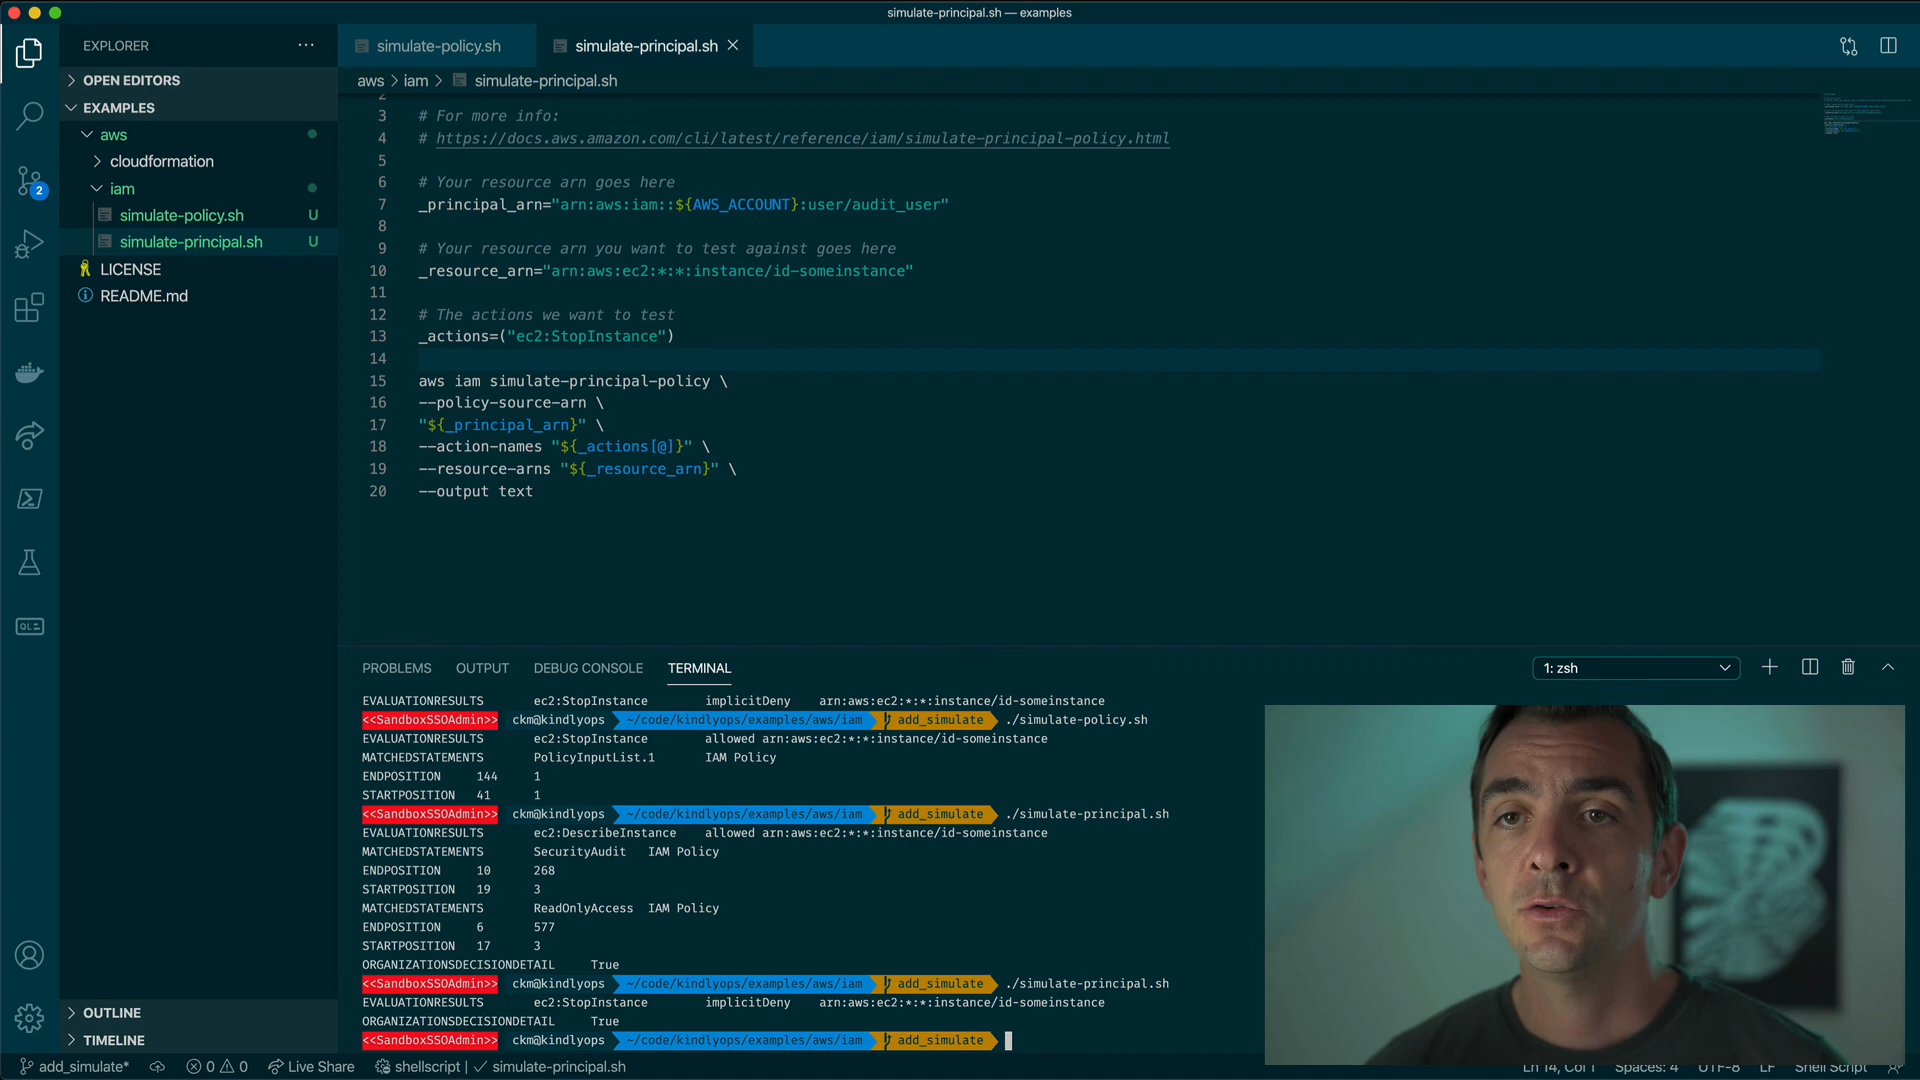 simulate-principal.sh — examples
EXPLORER
simulate-policy.sh
simulate-principal.sh
OPEN EDITORS
aws > iam > simulate-principal.sh
EXAMPLES
aws
cloudformation
iam
simulate-policy.sh U
simulate-principal.sh U
LICENSE
README.md
2
2
3 # For more info:
4 # https://docs.aws.amazon.com/cli/latest/reference/iam/simulate-principal-policy.html
5
6 # Your resource arn goes here
7 _principal_arn="arn:aws:iam::${AWS_ACCOUNT}:user/audit_user"
8
9 # Your resource arn you want to test against goes here
10 _resource_arn="arn:aws:ec2:*:*:instance/id-someinstance"
11
12 # The actions we want to test
13 _actions=("ec2:StopInstance")
14
15 aws iam simulate-principal-policy \
16 --policy-source-arn \
17 "${_principal_arn}" \
18 --action-names "${_actions[@]}" \
19 --resource-arns "${_resource_arn}" \
20 --output text
PROBLEMS OUTPUT DEBUG CONSOLE TERMINAL 1: zsh
EVALUATIONRESULTS ec2:StopInstance implicitDeny arn:aws:ec2:*:*:instance/id-someinstance
<<SandboxSSOAdmin>> ckm@kindlyops ~/code/kindlyops/examples/aws/iam add_simulate ./simulate-policy.sh
EVALUATIONRESULTS ec2:StopInstance allowed arn:aws:ec2:*:*:instance/id-someinstance
MATCHEDSTATEMENTS PolicyInputList.1 IAM Policy
ENDPOSITION 144 1
STARTPOSITION 41 1
<<SandboxSSOAdmin>> ckm@kindlyops ~/code/kindlyops/examples/aws/iam add_simulate ./simulate-principal.sh
EVALUATIONRESULTS ec2:DescribeInstance allowed arn:aws:ec2:*:*:instance/id-someinstance
MATCHEDSTATEMENTS SecurityAudit IAM Policy
ENDPOSITION 10 268
STARTPOSITION 19 3
MATCHEDSTATEMENTS ReadOnlyAccess IAM Policy
ENDPOSITION 6 577
STARTPOSITION 17 3
ORGANIZATIONSDECISIONDETAIL True
<<SandboxSSOAdmin>> ckm@kindlyops ~/code/kindlyops/examples/aws/iam add_simulate ./simulate-principal.sh
EVALUATIONRESULTS ec2:StopInstance implicitDeny arn:aws:ec2:*:*:instance/id-someinstance
ORGANIZATIONSDECISIONDETAIL True
<<SandboxSSOAdmin>> ckm@kindlyops ~/code/kindlyops/examples/aws/iam add_simulate
OUTLINE
TIMELINE
add_simulate* 0 0 Live Share shellscript | ✓ simulate-principal.sh Ln 14, Col 1 Spaces: 4 UTF-8 LF Shell Script